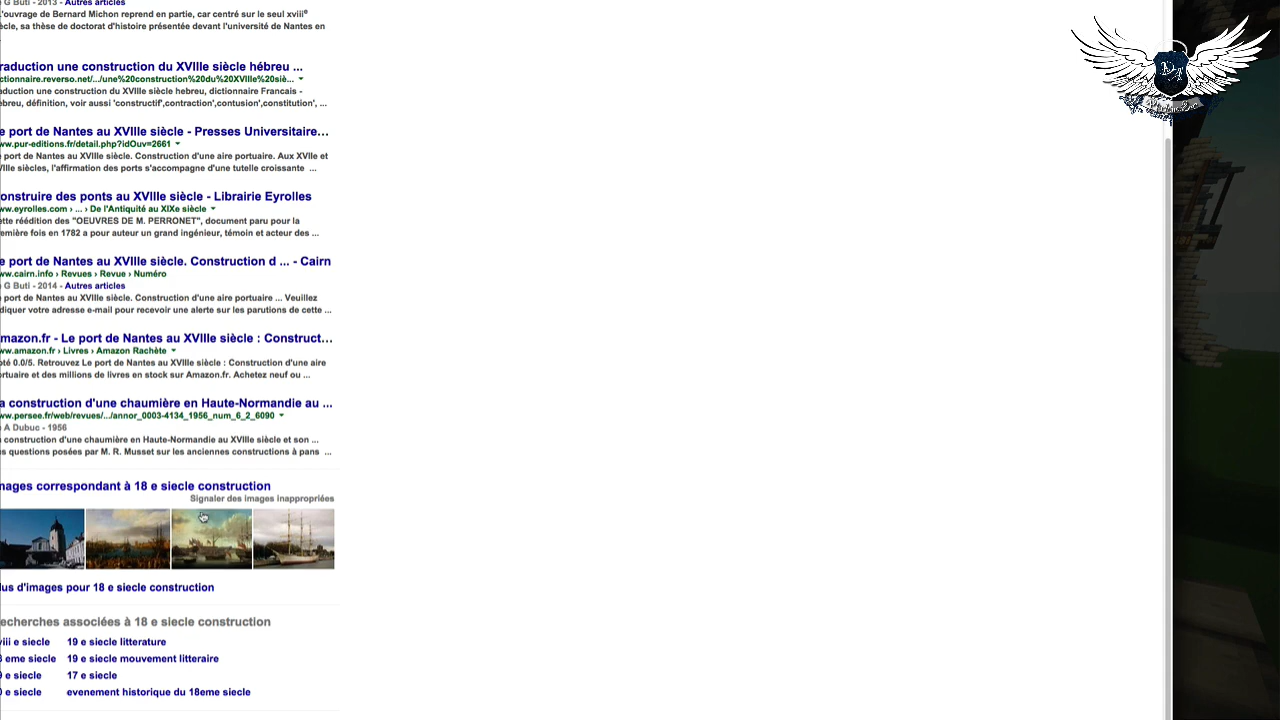 G Buti - 2013 - Autres articles
'ouvrage de Bernard Michon reprend en partie, car centré sur le seul xviiie
ècle, sa thèse de doctorat d'histoire présentée devant l'université de Nantes en
raduction une construction du XVIIIe siècle hébreu ...
ctionnaire.reverso.net/.../une%20construction%20du%20XVIIIe%20siè...
aduction une construction du XVIIIe siècle hebreu, dictionnaire Francais -
ébreu, définition, voir aussi 'constructif',contraction',contusion',constitution', ...
e port de Nantes au XVIIIe siècle - Presses Universitaire...
ww.pur-editions.fr/detail.php?idOuv=2661
port de Nantes au XVIIIe siècle. Construction d'une aire portuaire. Aux XVIIe et
VIIIe siècles, l'affirmation des ports s'accompagne d'une tutelle croissante ...
onstruire des ponts au XVIIIe siècle - Librairie Eyrolles
ww.eyrolles.com › ... › De l'Antiquité au XIXe siècle
ette réédition des "OEUVRES DE M. PERRONET", document paru pour la
emière fois en 1782 a pour auteur un grand ingénieur, témoin et acteur des ...
e port de Nantes au XVIIIe siècle. Construction d ... - Cairn
ww.cairn.info › Revues › Revue › Numéro
G Buti - 2014 - Autres articles
port de Nantes au XVIIIe siècle. Construction d'une aire portuaire ... Veuillez
diquer votre adresse e-mail pour recevoir une alerte sur les parutions de cette ...
mazon.fr - Le port de Nantes au XVIIIe siècle : Construct...
ww.amazon.fr › Livres › Amazon Rachète
oté 0.0/5. Retrouvez Le port de Nantes au XVIIIe siècle : Construction d'une aire
ortuaire et des millions de livres en stock sur Amazon.fr. Achetez neuf ou ...
a construction d'une chaumière en Haute-Normandie au ...
ww.persee.fr/web/revues/.../annor_0003-4134_1956_num_6_2_6090
A Dubuc - 1956
construction d'une chaumière en Haute-Normandie au XVIIIe siècle et son ...
s questions posées par M. R. Musset sur les anciennes constructions à pans ...
mages correspondant à 18 e siecle construction
Signaler des images inappropriées
lus d'images pour 18 e siecle construction
echerches associées à 18 e siecle construction
viii e siecle 19 e siecle litterature
eme siecle 19 e siecle mouvement litteraire
e siecle 17 e siecle
e siecle evenement historique du 18eme siecle